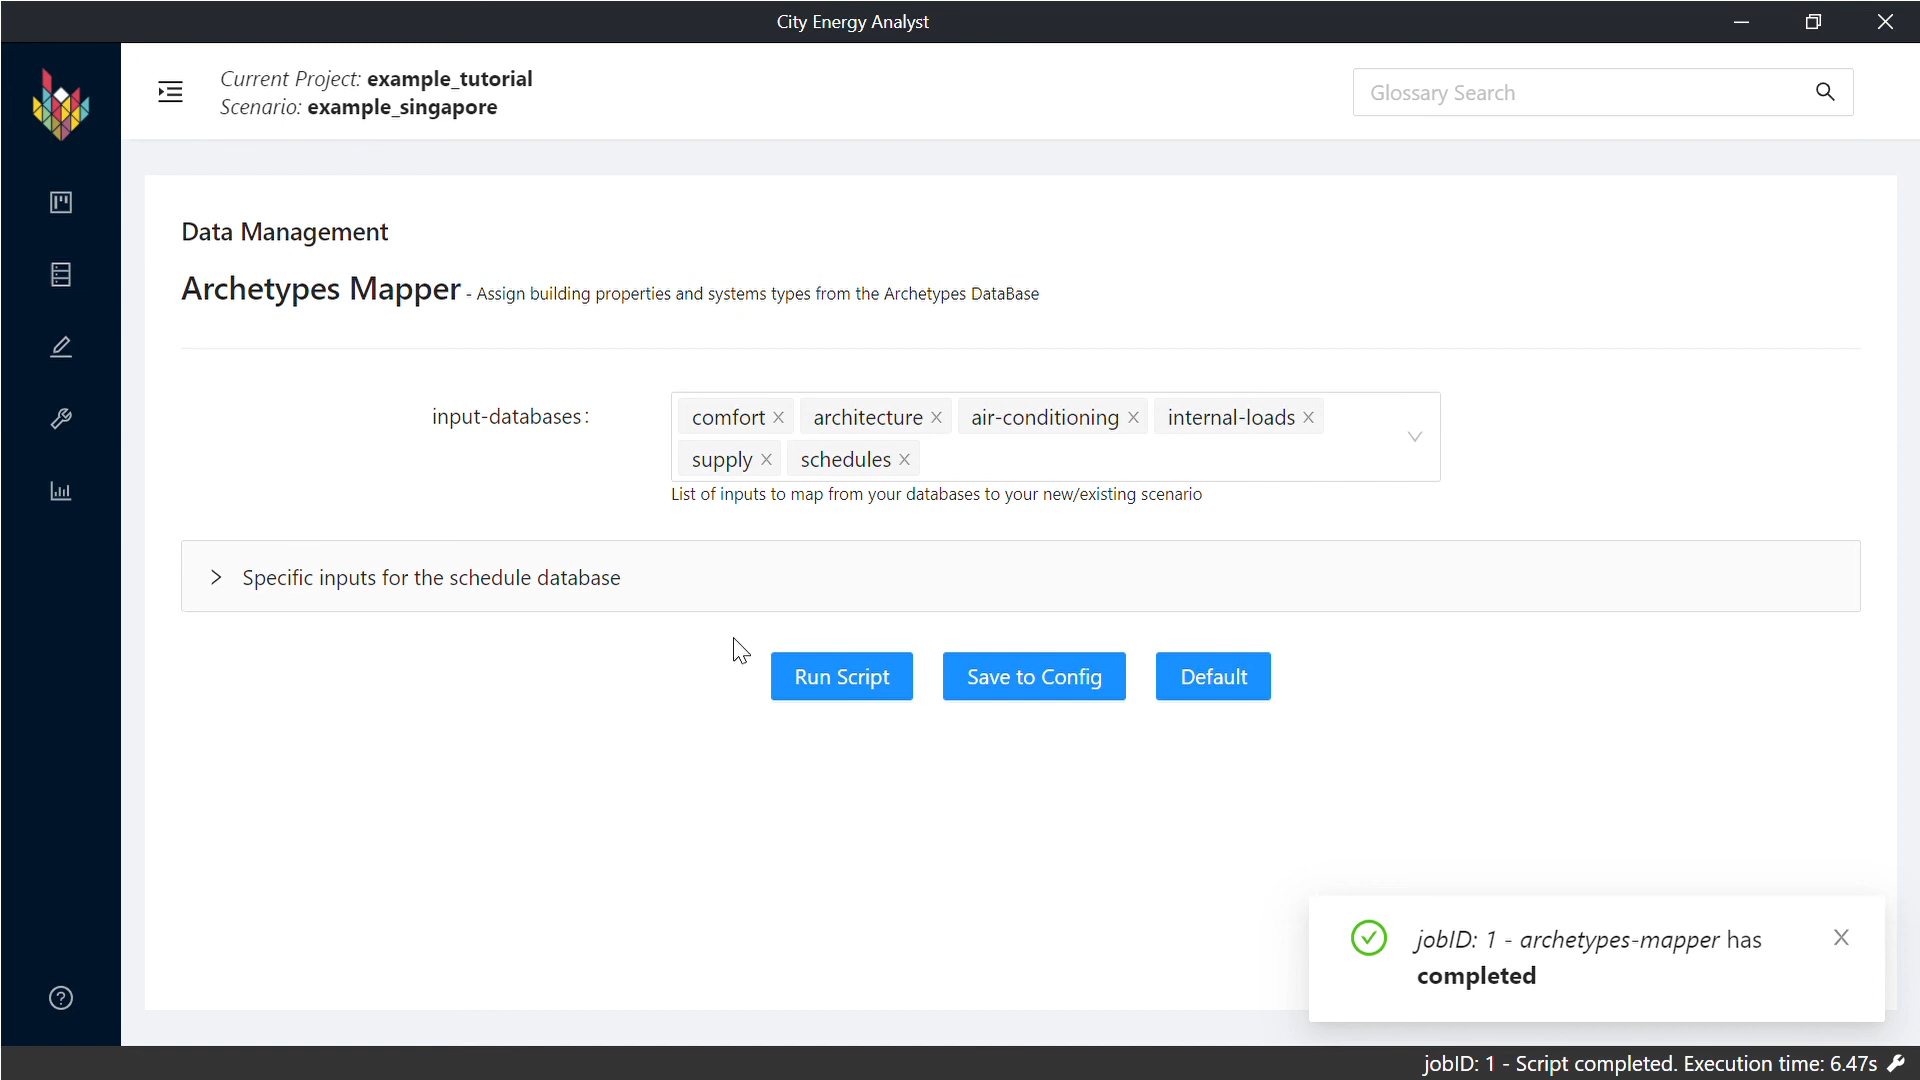 City Energy Analyst
Current Project: example_tutorial
Scenario: example_singapore
Glossary Search
Data Management
Archetypes Mapper - Assign building properties and systems types from the Archetypes DataBase
input-databases:
comfort architecture air-conditioning internal-loads
supply schedules
List of inputs to map from your databases to your new/existing scenario
Specific inputs for the schedule database
Run Script Save to Config Default
jobID: 1 - archetypes-mapper has
completed
jobID: 1 - Script completed. Execution time: 6.47s